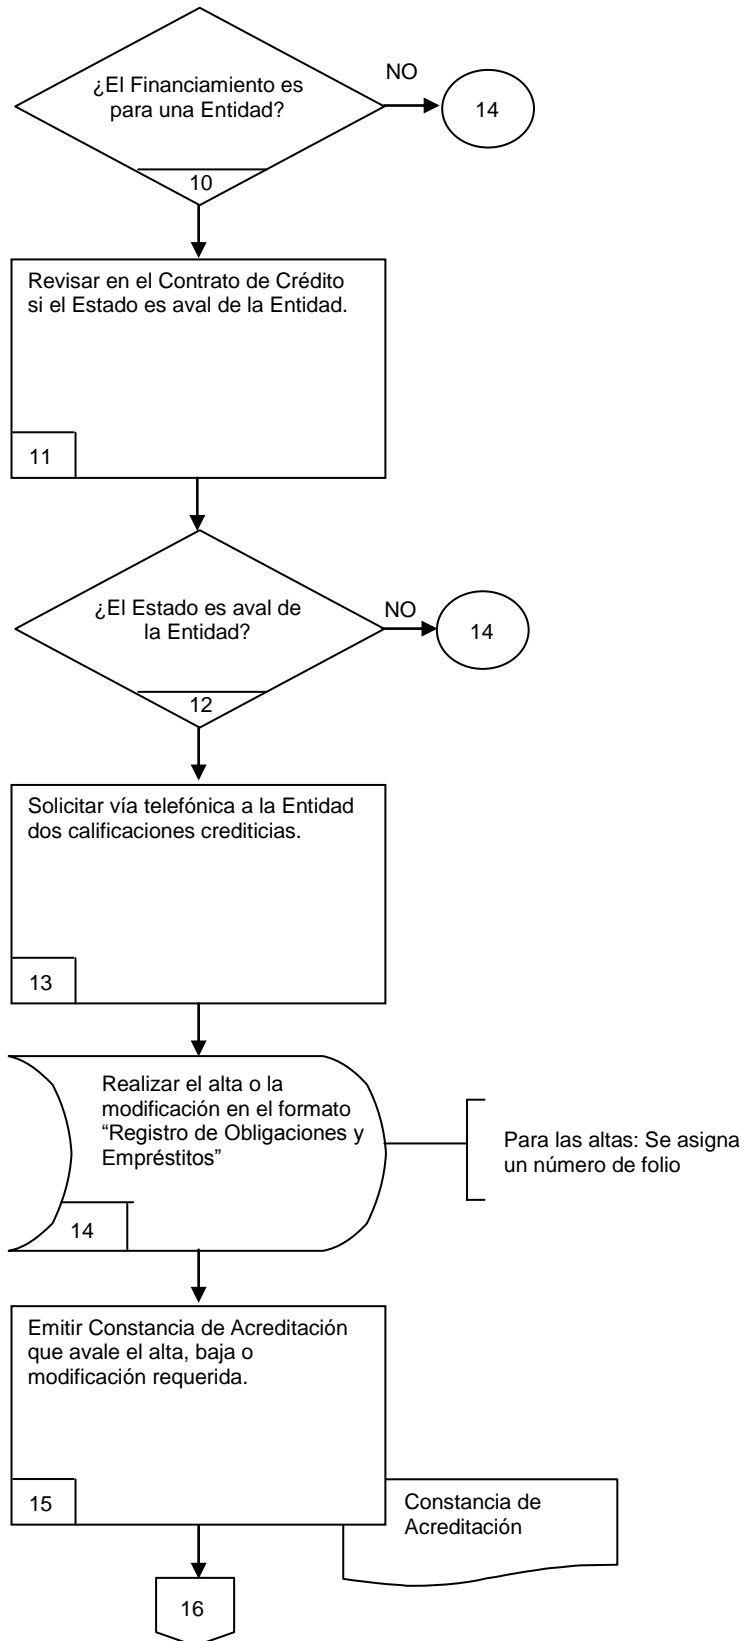 ¿El Financiamiento es
para una Entidad?
NO
14
10
Revisar en el Contrato de Crédito
si el Estado es aval de la Entidad.
11
¿El Estado es aval de
la Entidad?
NO
14
12
Solicitar vía telefónica a la Entidad
dos calificaciones crediticias.
13
Realizar el alta o la
modificación en el formato
“Registro de Obligaciones y
Empréstitos”
14
Para las altas: Se asigna
un número de folio
Emitir Constancia de Acreditación
que avale el alta, baja o
modificación requerida.
15
Constancia de
Acreditación
16